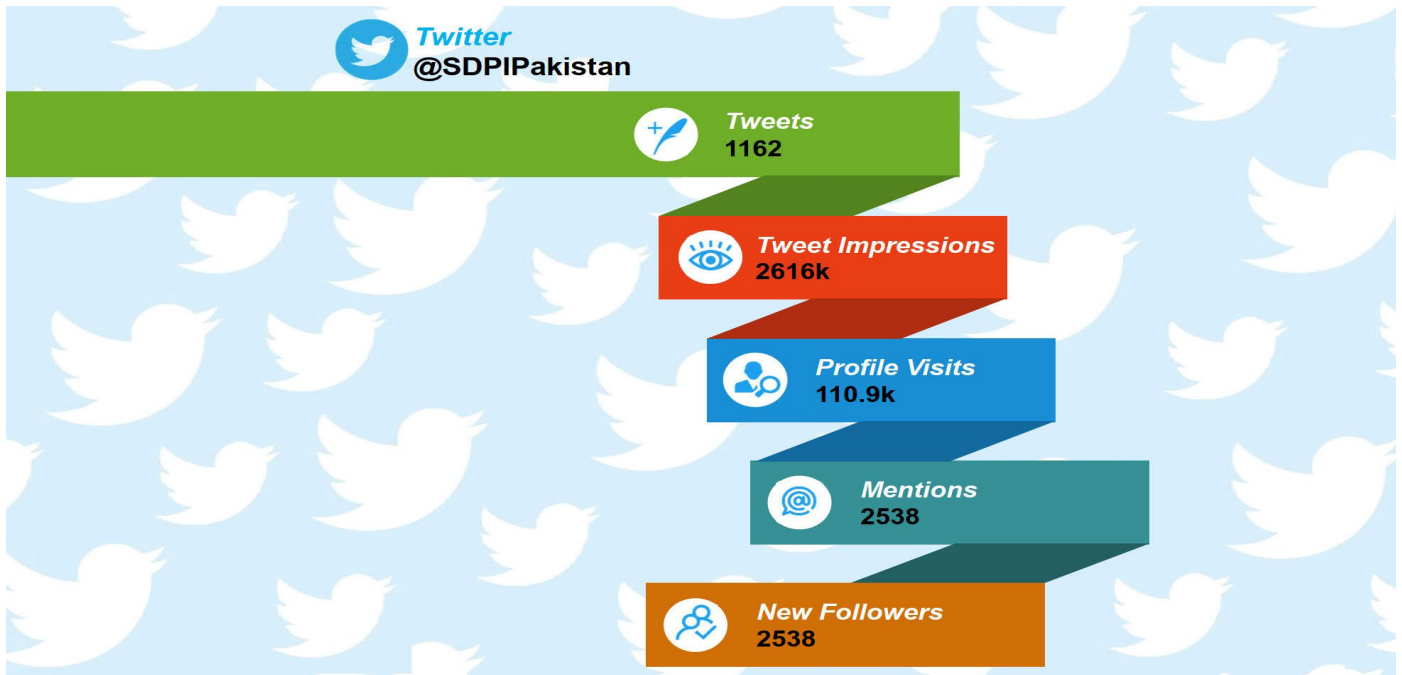 Twitter
@SDPIPakistan
Tweets
1162
Tweet Impressions
2616k
Profile Visits
110.9k
Mentions
2538
New Followers
2538